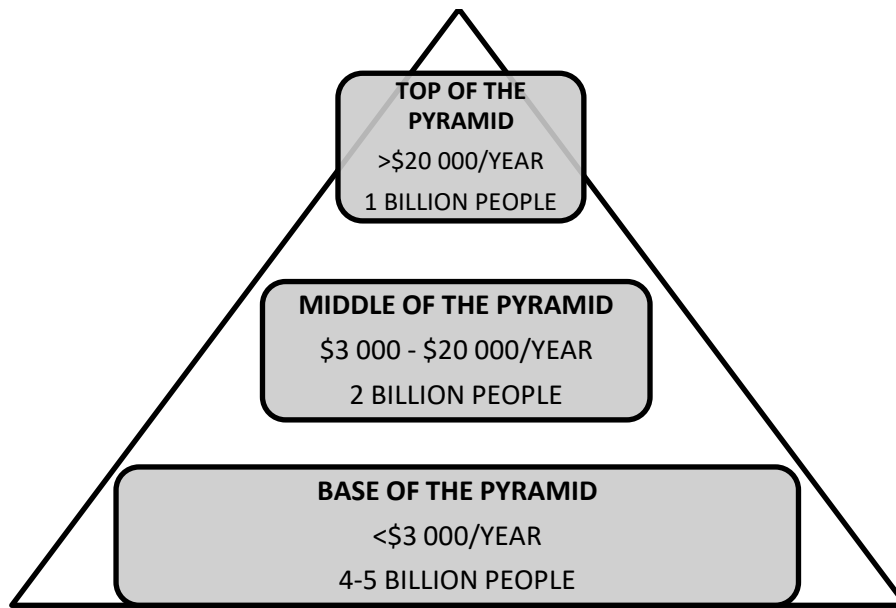 TOP OF THE
PYRAMID
>$20 000/YEAR
1 BILLION PEOPLE
MIDDLE OF THE PYRAMID
$3 000 - $20 000/YEAR
2 BILLION PEOPLE
BASE OF THE PYRAMID
<$3 000/YEAR
4-5 BILLION PEOPLE